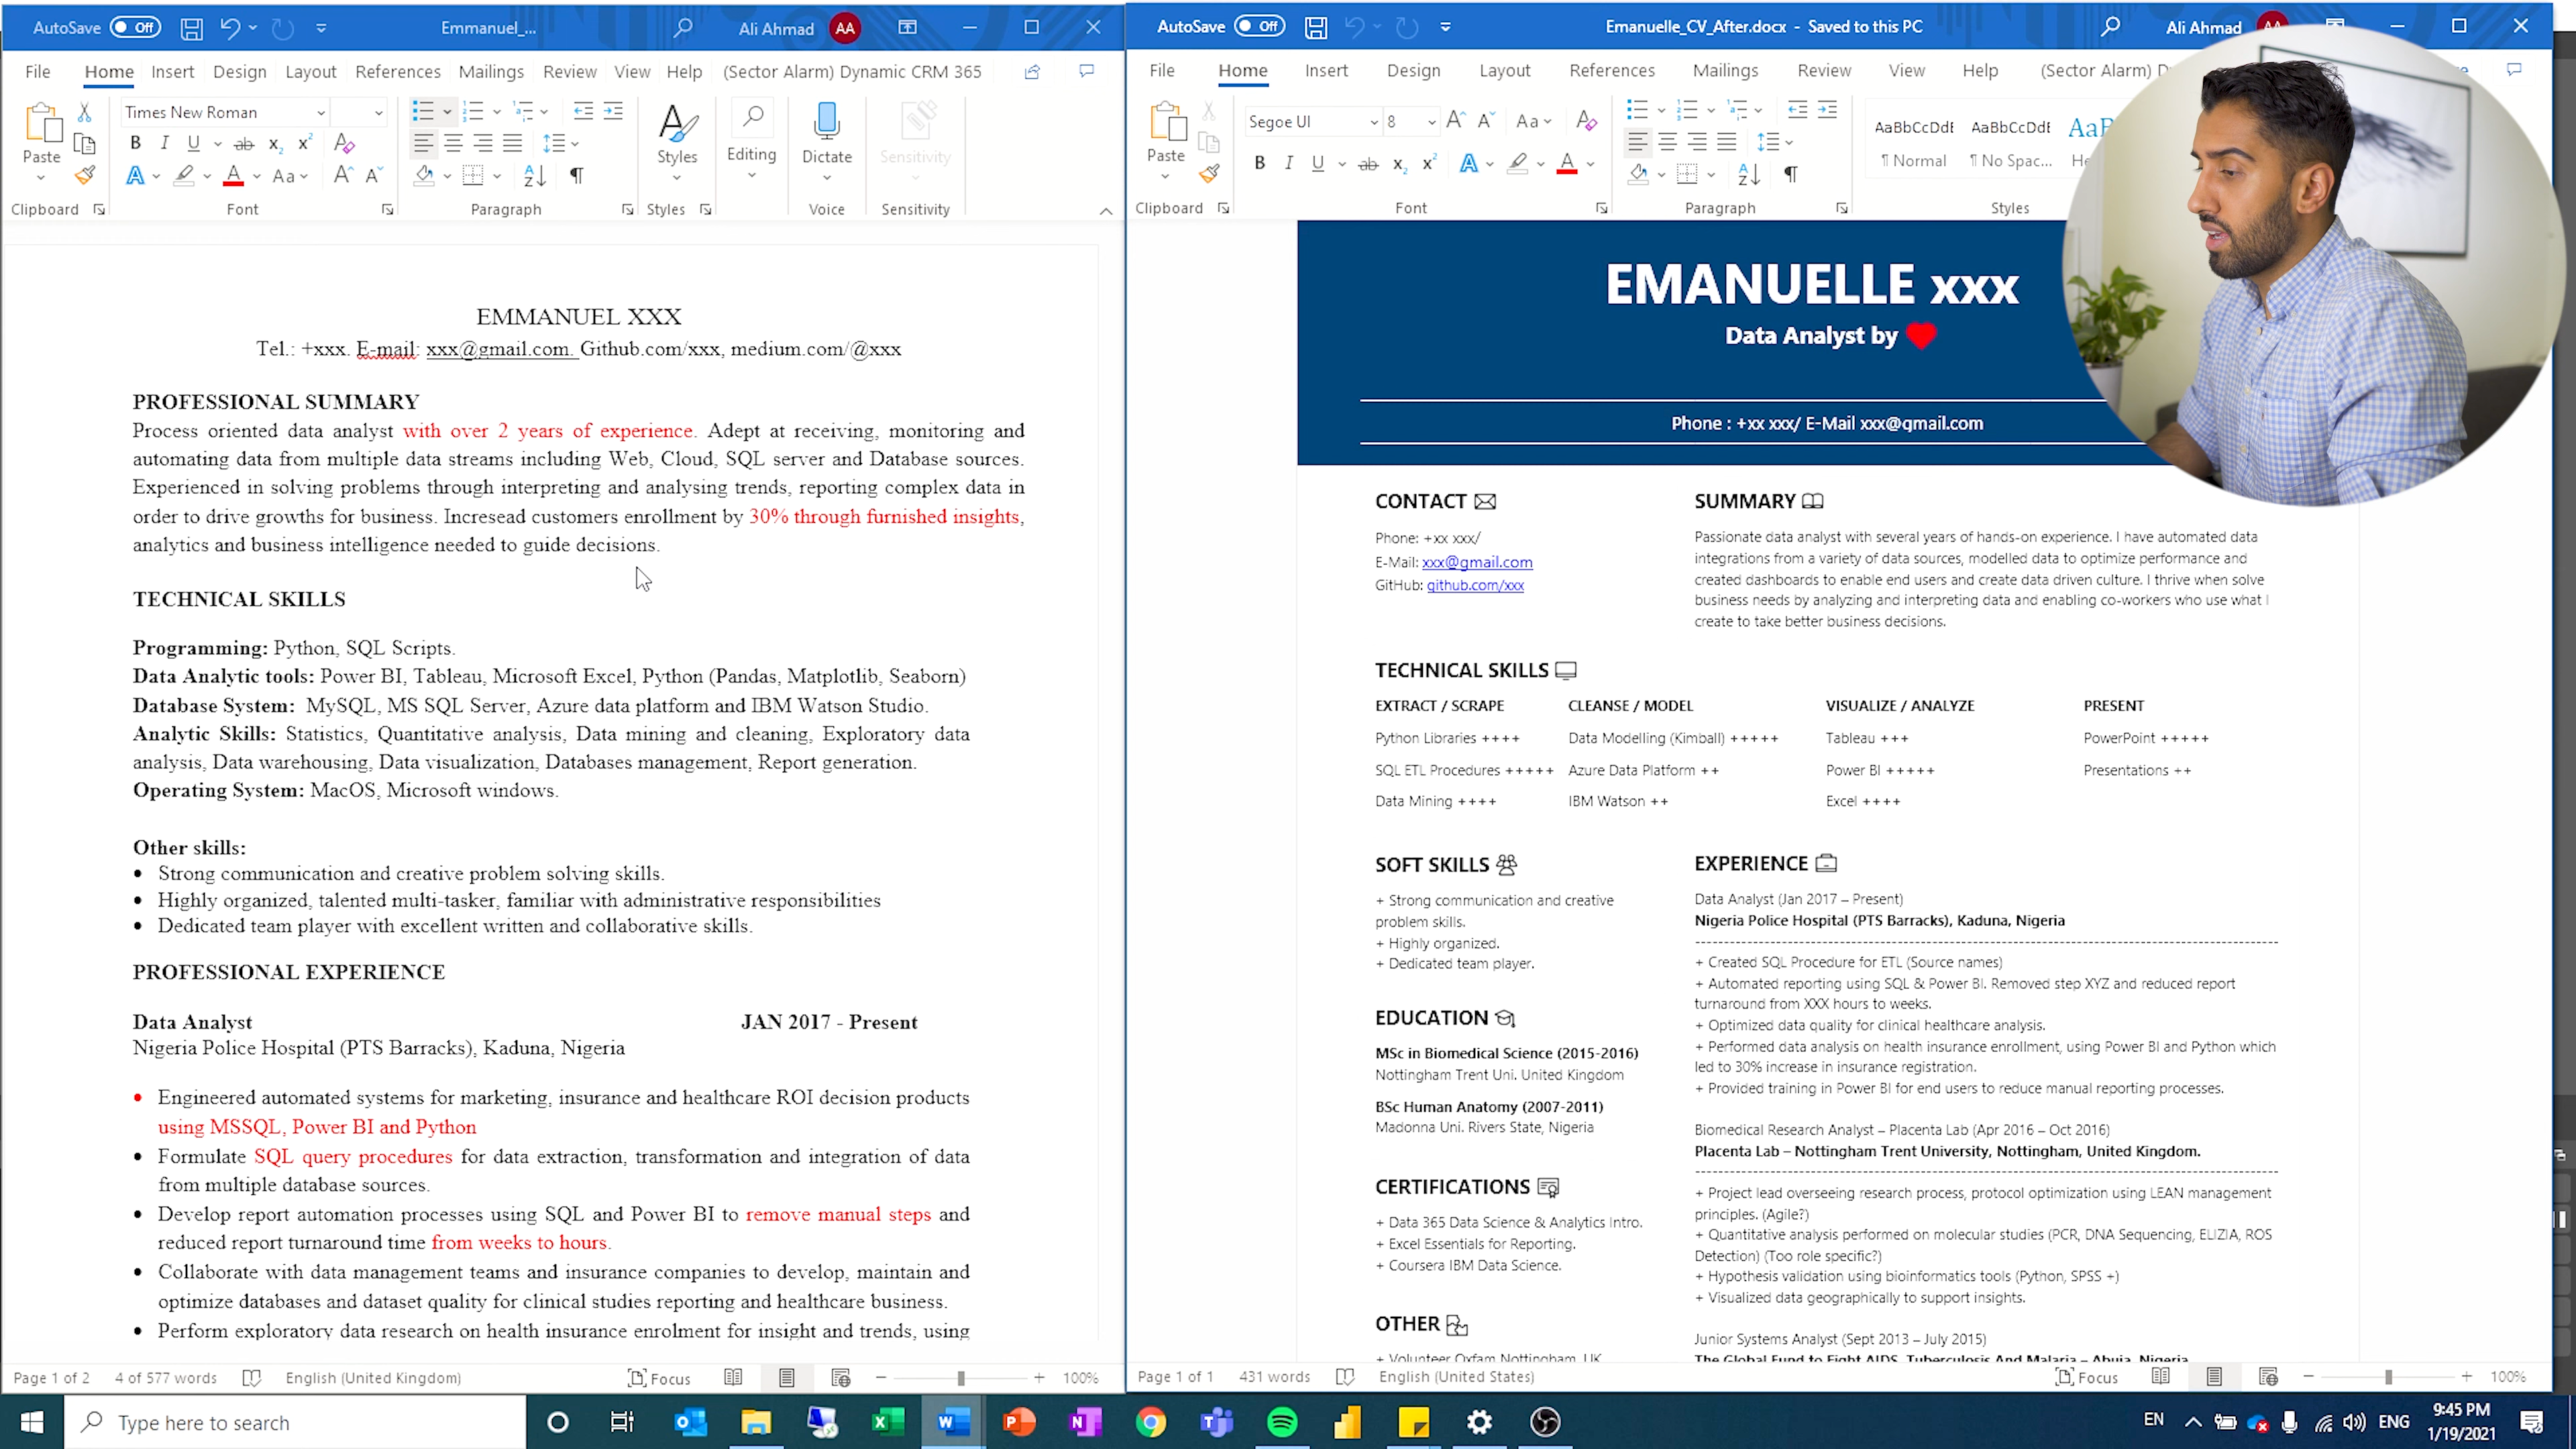 AutoSave Off Emmanuel_... Ali Ahmad AA
File Home Insert Design Layout References Mailings Review View Help (Sector Alarm) Dynamic CRM 365
Times New Roman
Paste Styles Editing Dictate Sensitivity
Clipboard Font Paragraph Styles Voice Sensitivity
EMMANUEL XXX
Tel.: +xxx. E-mail: xxx@gmail.com. Github.com/xxx, medium.com/@xxx
PROFESSIONAL SUMMARY
Process oriented data analyst with over 2 years of experience. Adept at receiving, monitoring and
automating data from multiple data streams including Web, Cloud, SQL server and Database sources.
Experienced in solving problems through interpreting and analysing trends, reporting complex data in
order to drive growths for business. Incresead customers enrollment by 30% through furnished insights,
analytics and business intelligence needed to guide decisions.
TECHNICAL SKILLS
Programming: Python, SQL Scripts.
Data Analytic tools: Power BI, Tableau, Microsoft Excel, Python (Pandas, Matplotlib, Seaborn)
Database System: MySQL, MS SQL Server, Azure data platform and IBM Watson Studio.
Analytic Skills: Statistics, Quantitative analysis, Data mining and cleaning, Exploratory data
analysis, Data warehousing, Data visualization, Databases management, Report generation.
Operating System: MacOS, Microsoft windows.
Other skills:
• Strong communication and creative problem solving skills.
• Highly organized, talented multi-tasker, familiar with administrative responsibilities
• Dedicated team player with excellent written and collaborative skills.
PROFESSIONAL EXPERIENCE
Data Analyst JAN 2017 - Present
Nigeria Police Hospital (PTS Barracks), Kaduna, Nigeria
• Engineered automated systems for marketing, insurance and healthcare ROI decision products
using MSSQL, Power BI and Python
• Formulate SQL query procedures for data extraction, transformation and integration of data
from multiple database sources.
• Develop report automation processes using SQL and Power BI to remove manual steps and
reduced report turnaround time from weeks to hours.
• Collaborate with data management teams and insurance companies to develop, maintain and
optimize databases and dataset quality for clinical studies reporting and healthcare business.
• Perform exploratory data research on health insurance enrolment for insight and trends, using
Page 1 of 2 4 of 577 words English (United Kingdom) Focus 100%
AutoSave Off Emanuelle_CV_After.docx - Saved to this PC Ali Ahmad AA
File Home Insert Design Layout References Mailings Review View Help (Sector Alarm)
Segoe UI 8
AaBbCcDdE AaBbCcDdE
Paste ¶ Normal ¶ No Spac...
Clipboard Font Paragraph Styles
EMANUELLE xxx
Data Analyst by ❤
Phone : +xx xxx/ E-Mail xxx@gmail.com
CONTACT
Phone: +xx xxx/
E-Mail: xxx@gmail.com
GitHub: github.com/xxx
SUMMARY
Passionate data analyst with several years of hands-on experience. I have automated data
integrations from a variety of data sources, modelled data to optimize performance and
created dashboards to enable end users and create data driven culture. I thrive when solve
business needs by analyzing and interpreting data and enabling co-workers who use what I
create to take better business decisions.
TECHNICAL SKILLS
EXTRACT / SCRAPE CLEANSE / MODEL VISUALIZE / ANALYZE PRESENT
Python Libraries ++++ Data Modelling (Kimball) +++++ Tableau +++ PowerPoint +++++
SQL ETL Procedures +++++ Azure Data Platform ++ Power BI +++++ Presentations ++
Data Mining ++++ IBM Watson ++ Excel ++++
SOFT SKILLS
+ Strong communication and creative
problem skills.
+ Highly organized.
+ Dedicated team player.
EDUCATION
MSc in Biomedical Science (2015-2016)
Nottingham Trent Uni. United Kingdom
BSc Human Anatomy (2007-2011)
Madonna Uni. Rivers State, Nigeria
CERTIFICATIONS
+ Data 365 Data Science & Analytics Intro.
+ Excel Essentials for Reporting.
+ Coursera IBM Data Science.
OTHER
+ Volunteer Oxfam Nottingham, UK
EXPERIENCE
Data Analyst (Jan 2017 – Present)
Nigeria Police Hospital (PTS Barracks), Kaduna, Nigeria
+ Created SQL Procedure for ETL (Source names)
+ Automated reporting using SQL & Power BI. Removed step XYZ and reduced report
turnaround from XXX hours to weeks.
+ Optimized data quality for clinical healthcare analysis.
+ Performed data analysis on health insurance enrollment, using Power BI and Python which
led to 30% increase in insurance registration.
+ Provided training in Power BI for end users to reduce manual reporting processes.
Biomedical Research Analyst – Placenta Lab (Apr 2016 – Oct 2016)
Placenta Lab – Nottingham Trent University, Nottingham, United Kingdom.
+ Project lead overseeing research process, protocol optimization using LEAN management
principles. (Agile?)
+ Quantitative analysis performed on molecular studies (PCR, DNA Sequencing, ELIZIA, ROS
Detection) (Too role specific?)
+ Hypothesis validation using bioinformatics tools (Python, SPSS +)
+ Visualized data geographically to support insights.
Junior Systems Analyst (Sept 2013 – July 2015)
The Global Fund to Fight AIDS, Tuberculosis And Malaria – Abuja, Nigeria
Page 1 of 1 431 words English (United States) Focus 100%
Type here to search
EN ENG 9:45 PM
1/19/2021